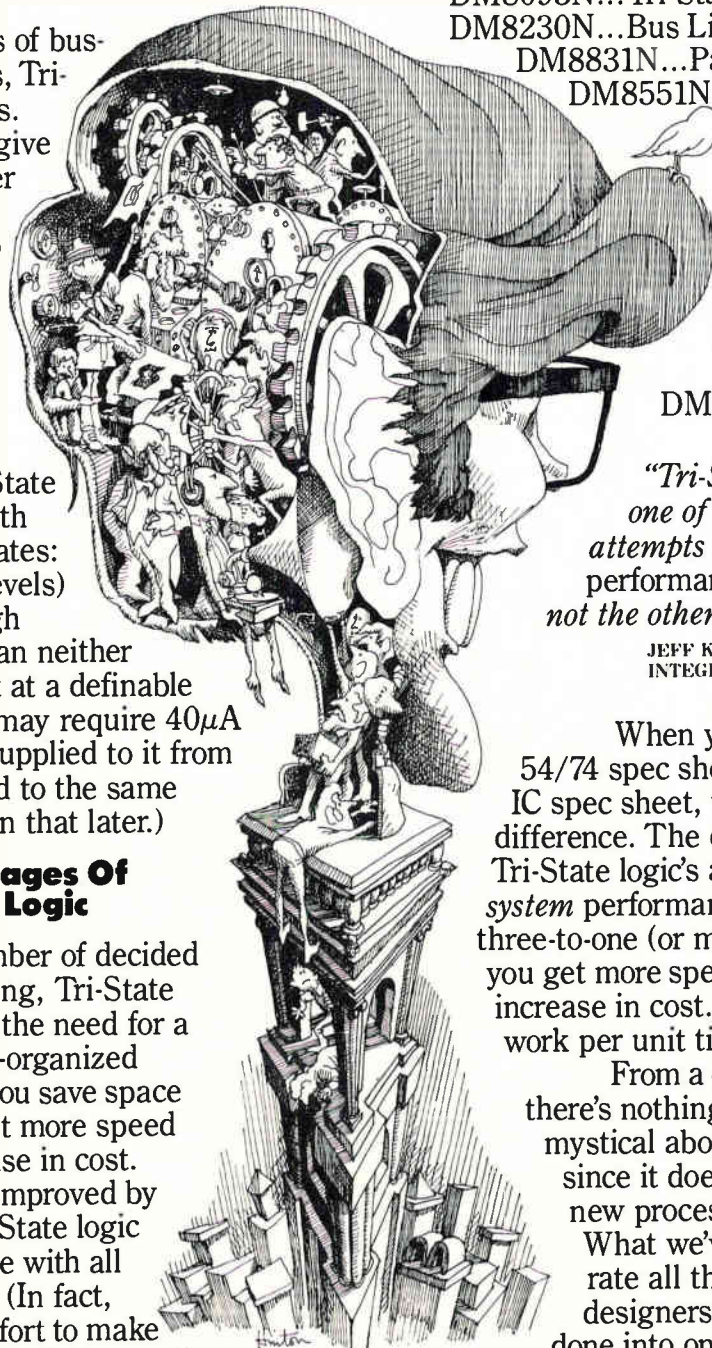 s of bus-
s, Tri-
s.
give
er
State
th
ates:
evels)
gh
an neither
t at a definable
may require 40µA
supplied to it from
d to the same
n that later.)
ages Of
Logic
mber of decided
ng, Tri-State
the need for a
-organized
ou save space
t more speed
se in cost.
mproved by
State logic
e with all
(In fact,
fort to make
DM8230N...Bus Li
DM8831N...Pa
DM8551N
DM
"Tri-S
one of
attempts
performan
not the other
JEFF K
INTEGR
When y
54/74 spec she
IC spec sheet,
difference. The
Tri-State logic's a
system performan
three-to-one (or m
you get more spe
increase in cost.
work per unit ti
From a
there's nothing
mystical abo
since it doe
new proces
What we'v
rate all th
designers
done into on